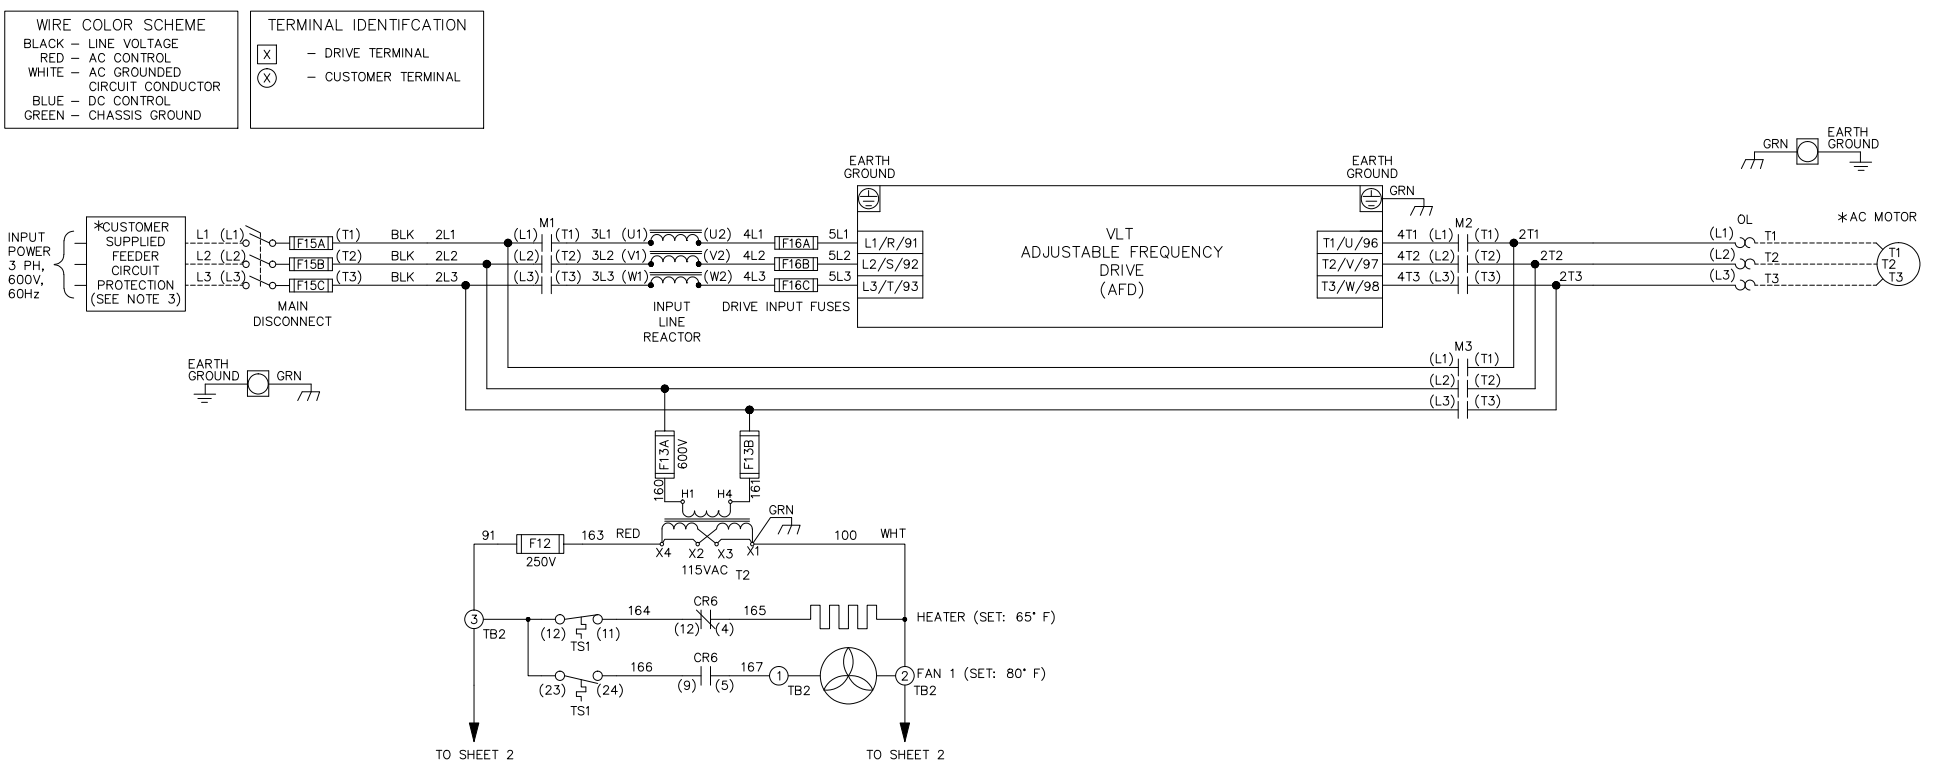 WIRE COLOR SCHEME
BLACK – LINE VOLTAGE
RED – AC CONTROL
WHITE – AC GROUNDED
CIRCUIT CONDUCTOR
BLUE – DC CONTROL
GREEN – CHASSIS GROUND
TERMINAL IDENTIFCATION
X – DRIVE TERMINAL
X – CUSTOMER TERMINAL
EARTH
GROUND
GRN
EARTH
GROUND
EARTH
GROUND
GRN
INPUT
POWER
3 PH,
600V,
60Hz
*CUSTOMER
SUPPLIED
FEEDER
CIRCUIT
PROTECTION
(SEE NOTE 3)
M1
M2
OL
*AC MOTOR
L1 (L1) F15A (T1) BLK 2L1 (L1) (T1) 3L1 (U1) (U2) 4L1 F16A 5L1 L1/R/91
L2 (L2) F15B (T2) BLK 2L2 (L2) (T2) 3L2 (V1) (V2) 4L2 F16B 5L2 L2/S/92
L3 (L3) F15C (T3) BLK 2L3 (L3) (T3) 3L3 (W1) (W2) 4L3 F16C 5L3 L3/T/93
VLT
ADJUSTABLE FREQUENCY
DRIVE
(AFD)
T1/U/96 4T1 (L1) (T1) 2T1 (L1) T1
T2/V/97 4T2 (L2) (T2) 2T2 (L2) T2
T3/W/98 4T3 (L3) (T3) 2T3 (L3) T3
T1
T2
T3
MAIN
DISCONNECT
INPUT
LINE
REACTOR
DRIVE INPUT FUSES
EARTH
GROUND
GRN
M3
(L1) (T1)
(L2) (T2)
(L3) (T3)
F13A
600V
F13B
160
161
H1 H4
GRN
91 F12 163 RED
250V
X4 X2 X3 X1
100 WHT
115VAC T2
3
TB2
(12) (11)
TS1
164
CR6
(12) (4)
165
HEATER (SET: 65° F)
(23) (24)
TS1
166
CR6
(9) (5)
167
1
TB2
2
TB2
FAN 1 (SET: 80° F)
TO SHEET 2
TO SHEET 2